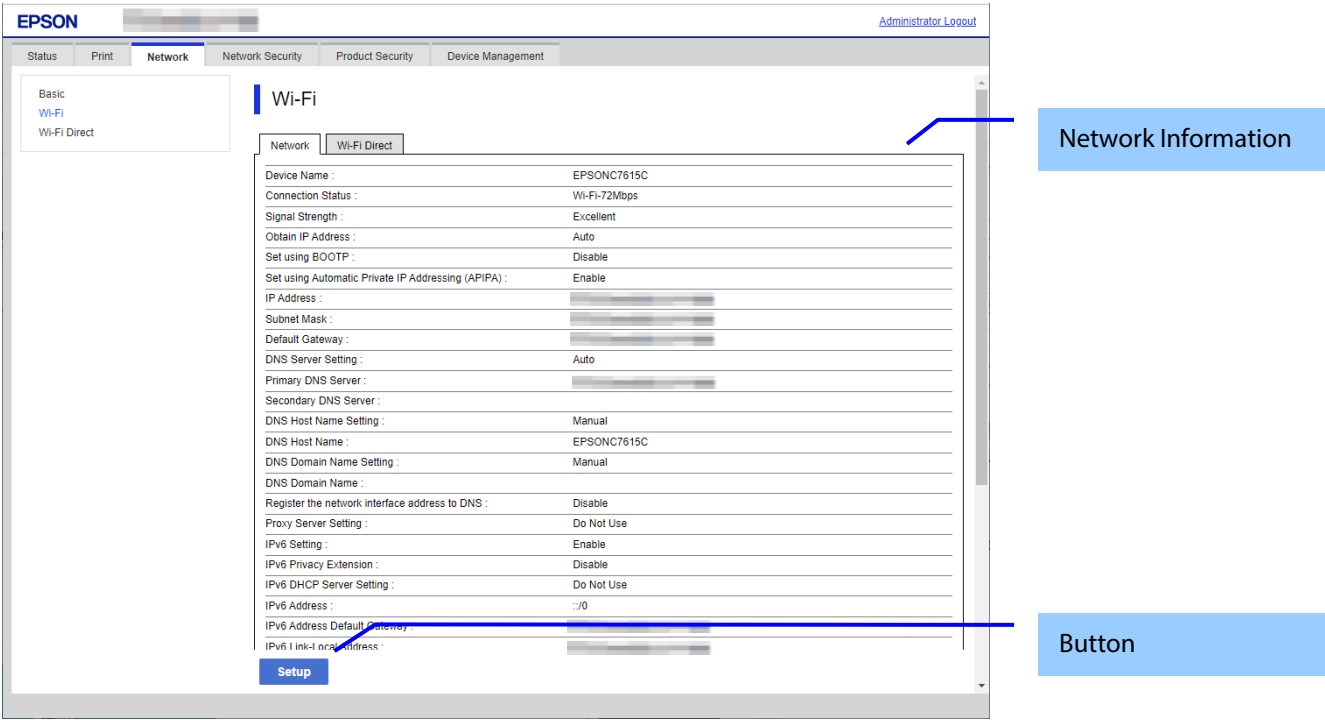 EPSON
Administrator Logout
Status Print Network Network Security Product Security Device Management
Basic
Wi-Fi
Wi-Fi Direct
Wi-Fi
Network Information
Network Wi-Fi Direct
Device Name : EPSONC7615C
Connection Status : Wi-Fi-72Mbps
Signal Strength : Excellent
Obtain IP Address : Auto
Set using BOOTP : Disable
Set using Automatic Private IP Addressing (APIPA) : Enable
IP Address :
Subnet Mask :
Default Gateway :
DNS Server Setting : Auto
Primary DNS Server :
Secondary DNS Server :
DNS Host Name Setting : Manual
DNS Host Name : EPSONC7615C
DNS Domain Name Setting : Manual
DNS Domain Name :
Register the network interface address to DNS : Disable
Proxy Server Setting : Do Not Use
IPv6 Setting : Enable
IPv6 Privacy Extension : Disable
IPv6 DHCP Server Setting : Do Not Use
IPv6 Address : ::/0
IPv6 Address Default Gateway :
IPv6 Link-Local Address :
Button
Setup